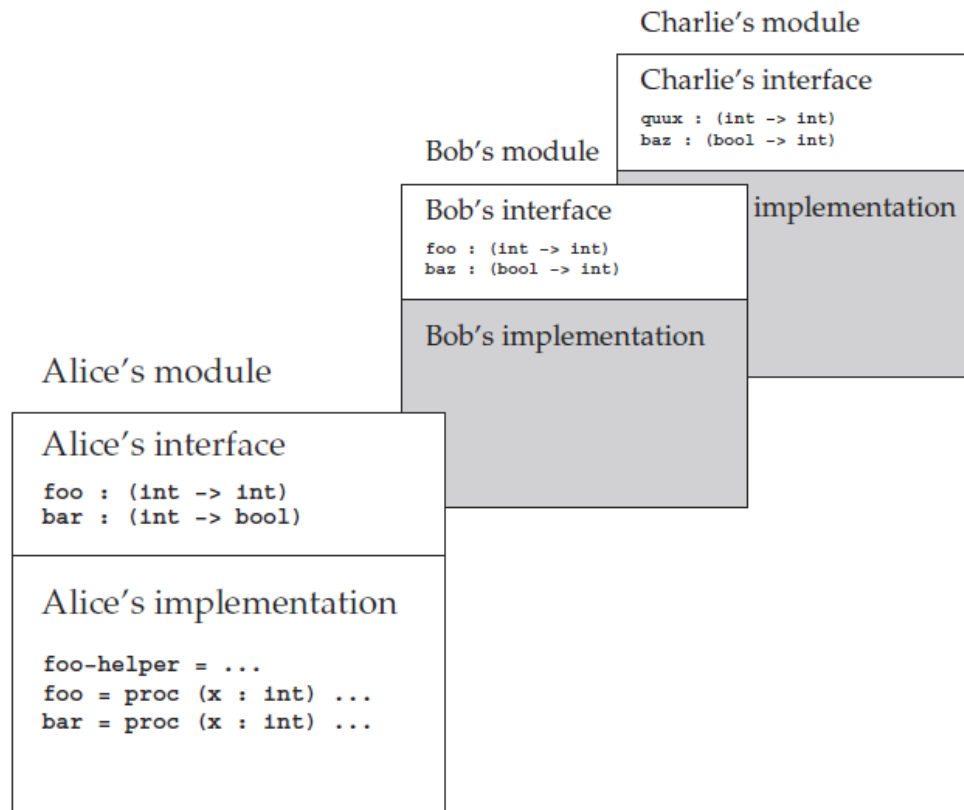 Charlie's module
Charlie's interface
quux : (int -> int)
baz : (bool -> int)
implementation
Bob's module
Bob's interface
foo : (int -> int)
baz : (bool -> int)
Bob's implementation
Alice's module
Alice's interface
foo : (int -> int)
bar : (int -> bool)
Alice's implementation
foo-helper = ...
foo = proc (x : int) ...
bar = proc (x : int) ...